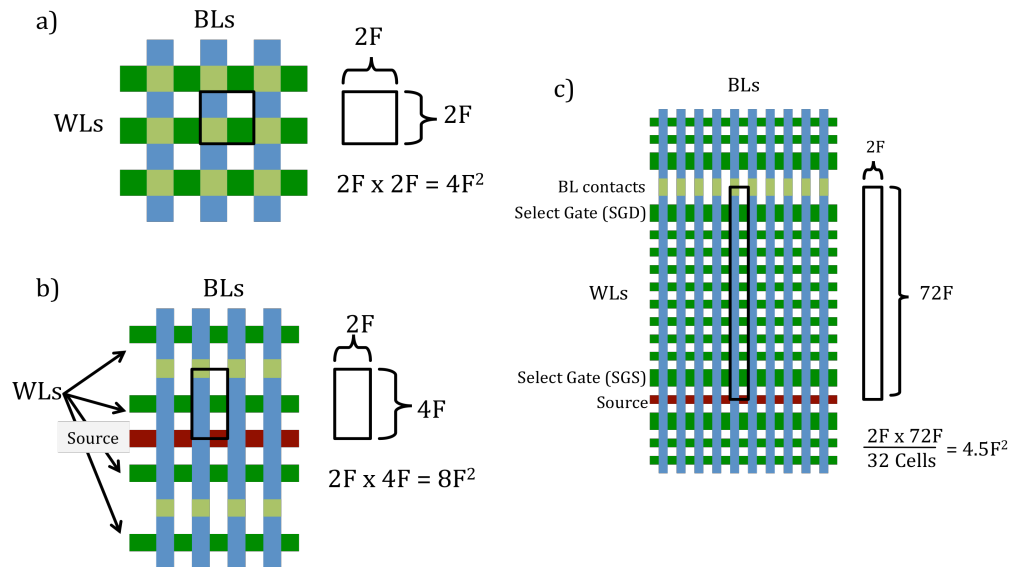 a)
BLs
WLs
2F
2F
2F x 2F = 4F²
b)
BLs
WLs
Source
2F
4F
2F x 4F = 8F²
c)
BLs
BL contacts
Select Gate (SGD)
WLs
Select Gate (SGS)
Source
2F
72F
2F x 72F
32 Cells
= 4.5F²